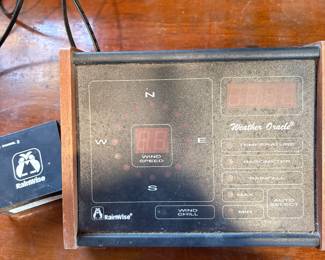 N
Weather Oracle®
W
E
TEMPERATURE
WIND
SPEED
BAROMETER
RAINFALL
MAX
AUTO
SELECT
S
MIN
RainWise®
WIND
CHILL
RainWise